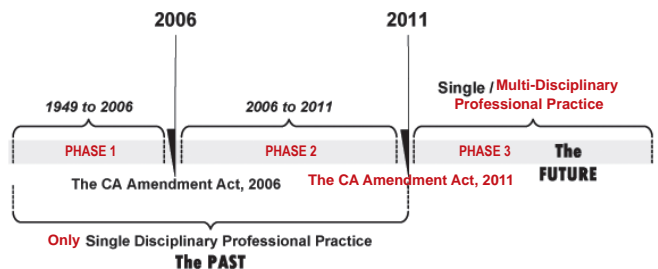 2006
2011
1949 to 2006
2006 to 2011
Single / Multi-Disciplinary
Professional Practice
PHASE 1
PHASE 2
PHASE 3
The
FUTURE
The CA Amendment Act, 2006
The CA Amendment Act, 2011
Only Single Disciplinary Professional Practice
The PAST